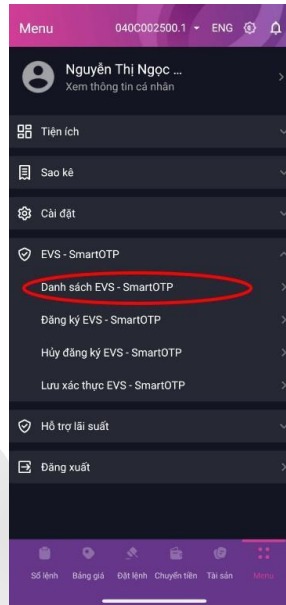 Menu 040C002500.1 ENG
Nguyễn Thị Ngọc ...
Xem thông tin cá nhân
Tiện ích
Sao kê
Cài đặt
EVS - SmartOTP
Danh sách EVS - SmartOTP
Đăng ký EVS - SmartOTP
Hủy đăng ký EVS - SmartOTP
Lưu xác thực EVS - SmartOTP
Hỗ trợ lãi suất
Đăng xuất
Sổ lệnh Bảng giá Đặt lệnh Chuyển tiền Tài sản Menu